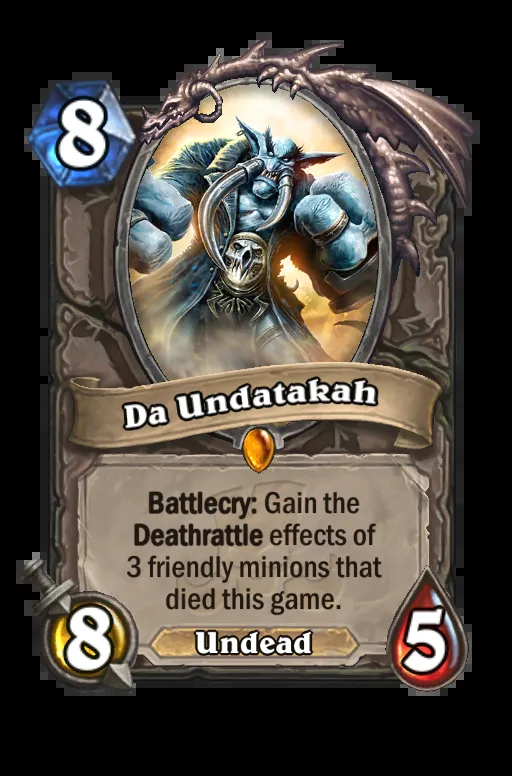 8
Da Undatakah
Battlecry: Gain the
Deathrattle effects of
3 friendly minions that
died this game.
8
Undead
5